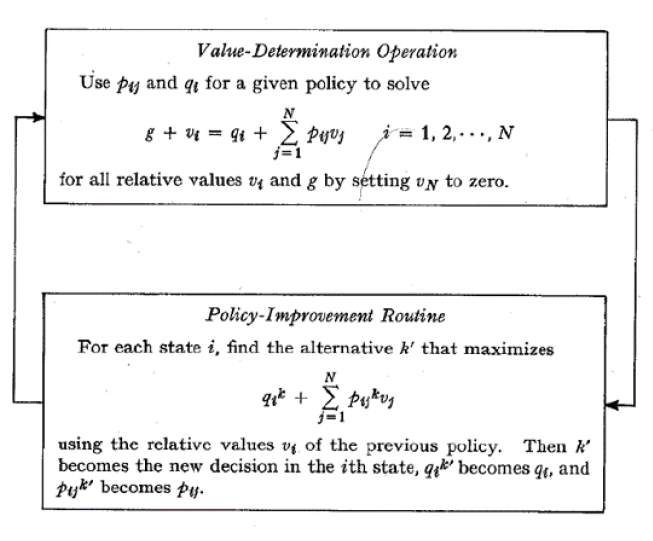 Value-Determination Operation
Use pᵢⱼ and qᵢ for a given policy to solve
g + vᵢ = qᵢ + ∑ⱼ₌₁ᴺ pᵢⱼvⱼ i = 1, 2, ⋯, N
for all relative values vᵢ and g by setting v_N to zero.
Policy-Improvement Routine
For each state i, find the alternative k′ that maximizes
qᵢᵏ + ∑ⱼ₌₁ᴺ pᵢⱼᵏvⱼ
using the relative values vᵢ of the previous policy. Then k′
becomes the new decision in the ith state, qᵢᵏ′ becomes qᵢ, and
pᵢⱼᵏ′ becomes pᵢⱼ.